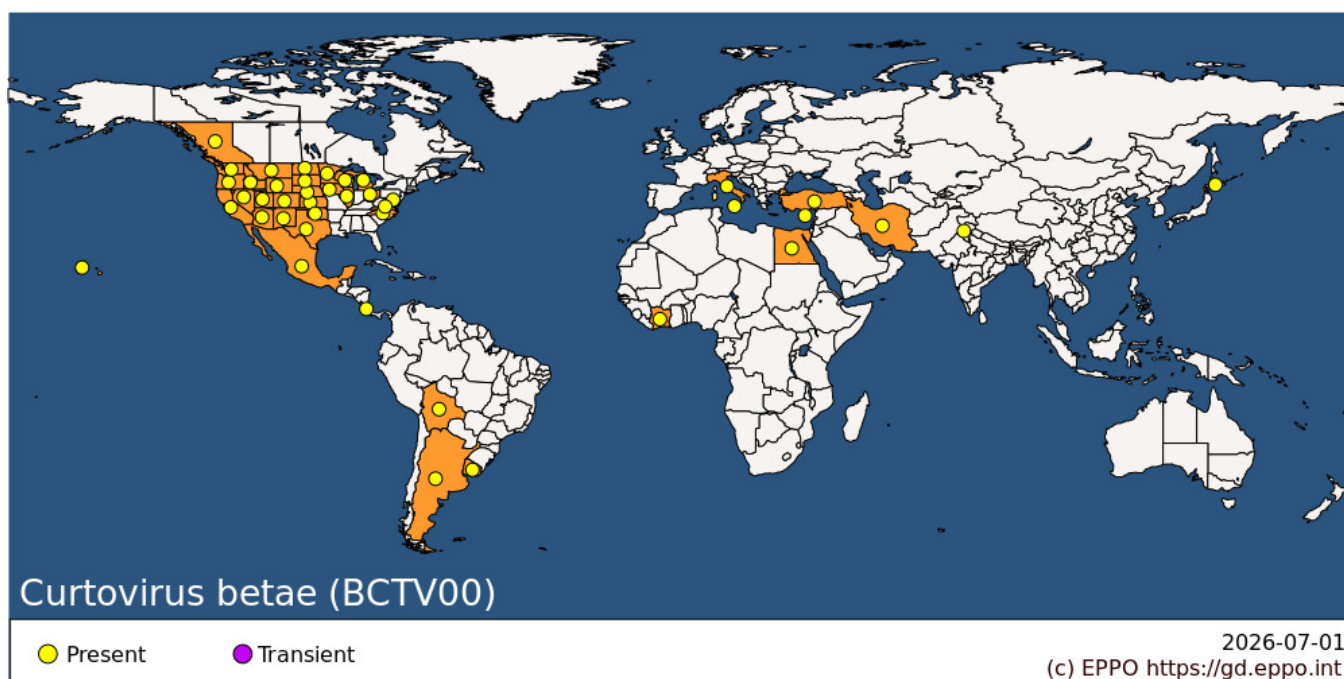 Curtovirus betae (BCTV00)
Present
Transient
2026-07-01
(c) EPPO https://gd.eppo.int